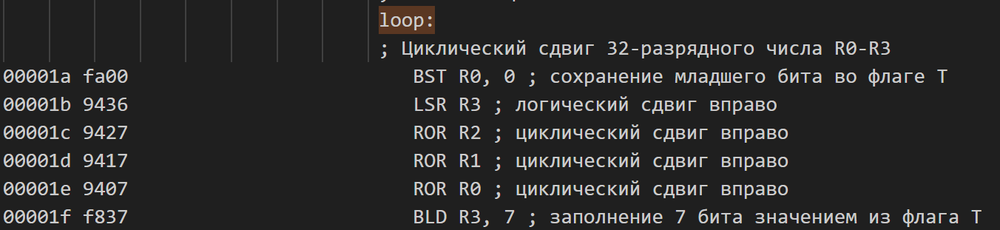 loop:
; Циклический сдвиг 32-разрядного числа R0-R3
00001a fa00 BST R0, 0 ; сохранение младшего бита во флаге T
00001b 9436 LSR R3 ; логический сдвиг вправо
00001c 9427 ROR R2 ; циклический сдвиг вправо
00001d 9417 ROR R1 ; циклический сдвиг вправо
00001e 9407 ROR R0 ; циклический сдвиг вправо
00001f f837 BLD R3, 7 ; заполнение 7 бита значением из флага T